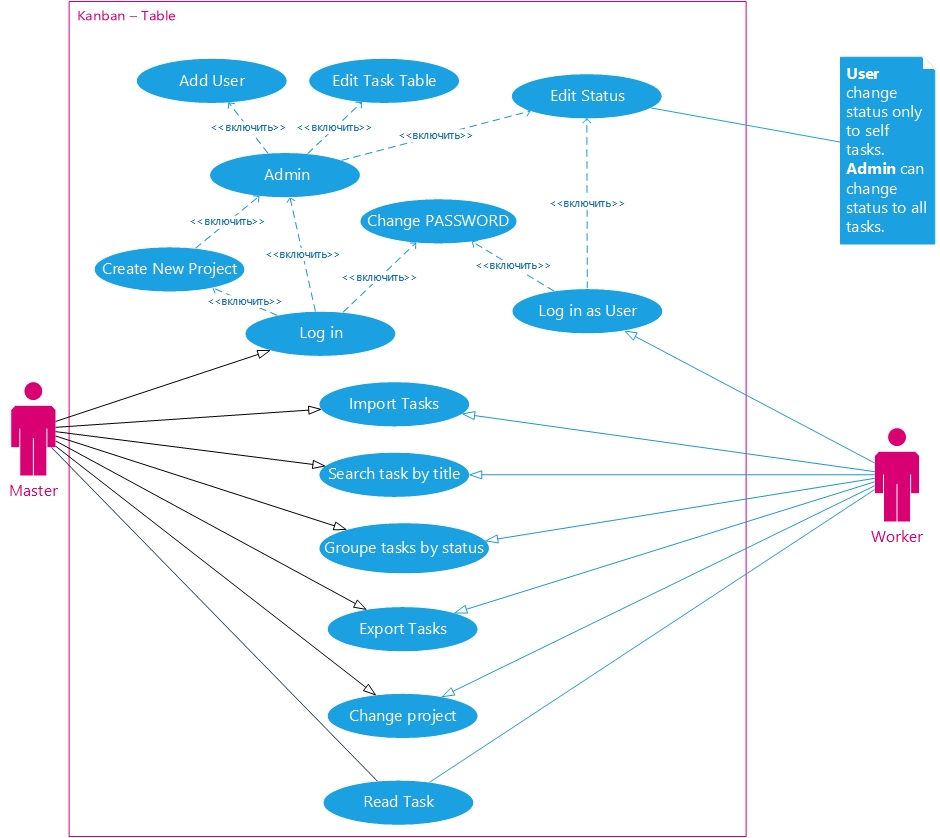 Kanban – Table
Add User
Edit Task Table
Edit Status
User
change
status only
to self
tasks.
Admin can
change
status to all
tasks.
<<включить>>
<<включить>>
<<включить>>
Admin
<<включить>>
Change PASSWORD
<<включить>>
<<включить>>
<<включить>>
<<включить>>
Create New Project
<<включить>>
Log in as User
Log in
Import Tasks
Search task by title
Groupe tasks by status
Export Tasks
Change project
Read Task
Master
Worker